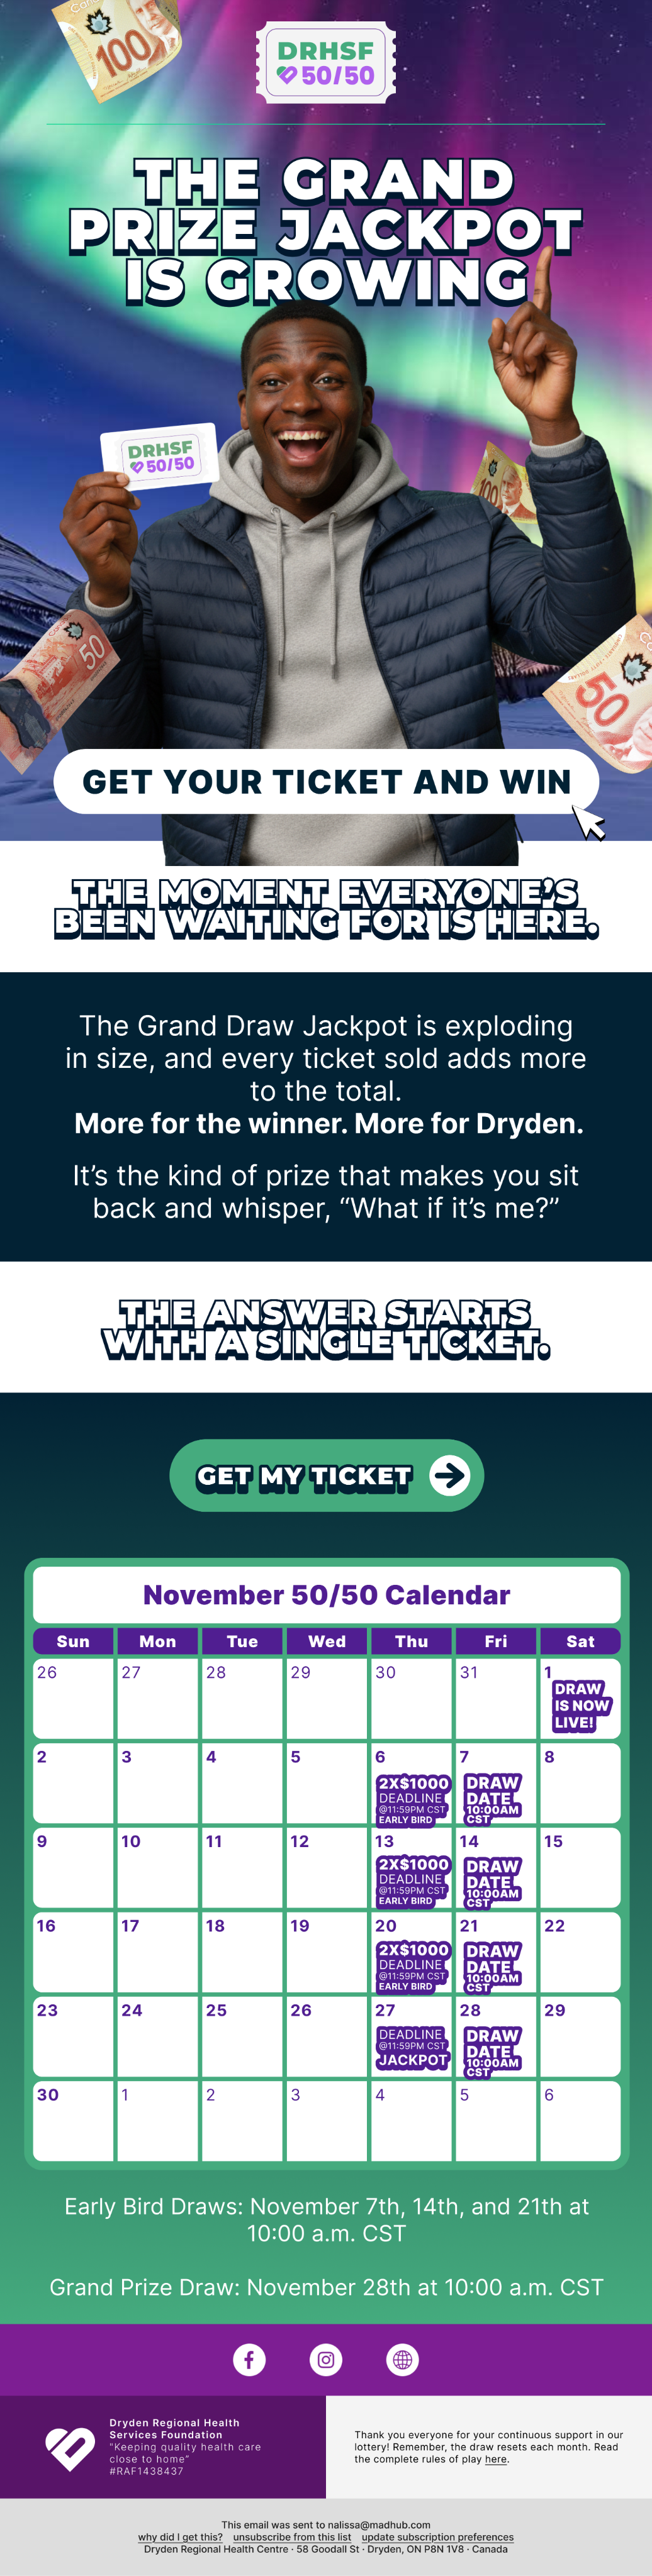 100
DRHSF
50/50
THE GRAND
PRIZE JACKPOT
IS GROWING
DRHSF
50/50
100
50
50
GET YOUR TICKET AND WIN
THE MOMENT EVERYONE’S
BEEN WAITING FOR IS HERE.
The Grand Draw Jackpot is exploding
in size, and every ticket sold adds more
to the total.
More for the winner. More for Dryden.
It’s the kind of prize that makes you sit
back and whisper, “What if it’s me?”
THE ANSWER STARTS
WITH A SINGLE TICKET.
GET MY TICKET
November 50/50 Calendar
Sun Mon Tue Wed Thu Fri Sat
26 27 28 29 30 31 1
DRAW
IS NOW
LIVE!
2 3 4 5 6 7 8
2X$1000
DEADLINE
@11:59PM CST
EARLY BIRD
DRAW
DATE
10:00AM
CST
9 10 11 12 13 14 15
2X$1000
DEADLINE
@11:59PM CST
EARLY BIRD
DRAW
DATE
10:00AM
CST
16 17 18 19 20 21 22
2X$1000
DEADLINE
@11:59PM CST
EARLY BIRD
DRAW
DATE
10:00AM
CST
23 24 25 26 27 28 29
DEADLINE
@11:59PM CST
JACKPOT
DRAW
DATE
10:00AM
CST
30 1 2 3 4 5 6
Early Bird Draws: November 7th, 14th, and 21th at
10:00 a.m. CST
Grand Prize Draw: November 28th at 10:00 a.m. CST
Dryden Regional Health
Services Foundation
"Keeping quality health care
close to home"
#RAF1438437
Thank you everyone for your continuous support in our
lottery! Remember, the draw resets each month. Read
the complete rules of play here.
This email was sent to nalissa@madhub.com
why did I get this? unsubscribe from this list update subscription preferences
Dryden Regional Health Centre · 58 Goodall St · Dryden, ON P8N 1V8 · Canada